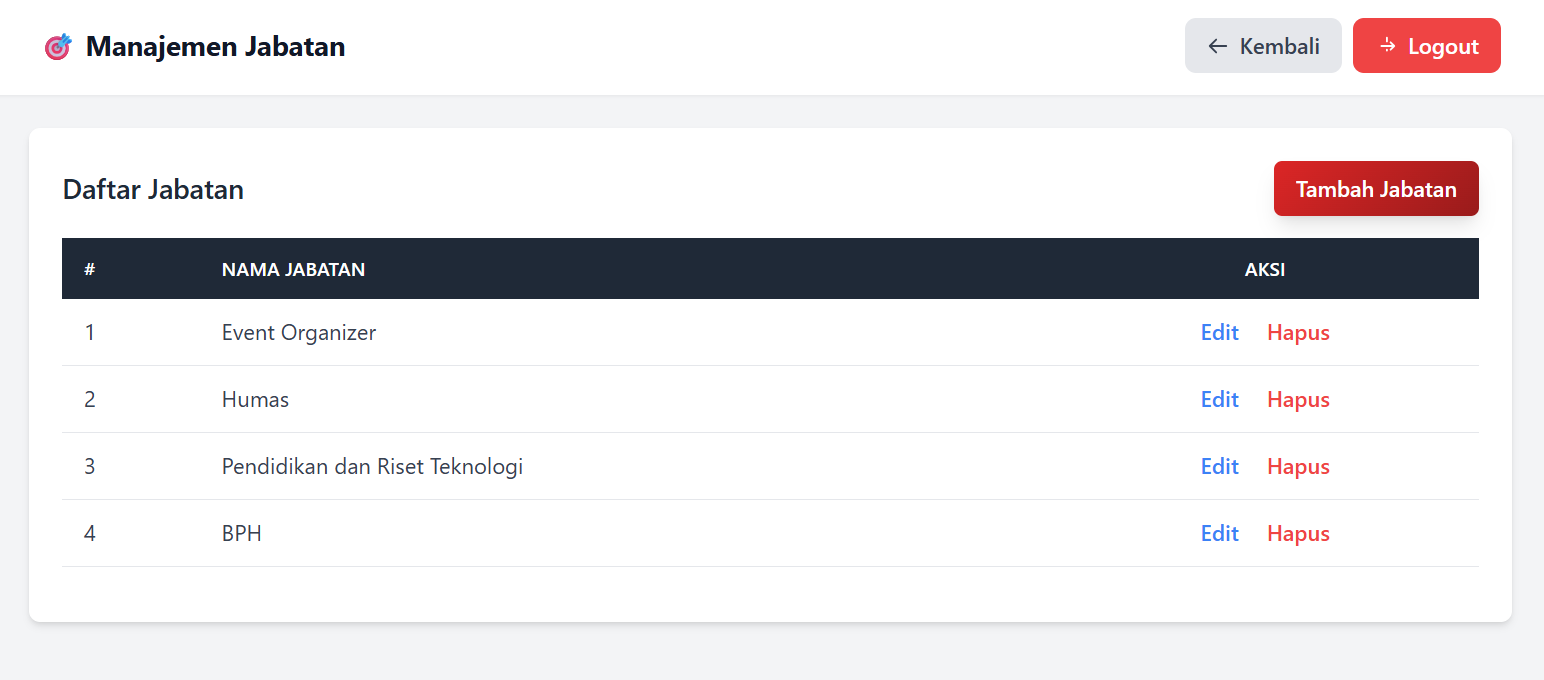 Manajemen Jabatan
Kembali
Logout
Daftar Jabatan
Tambah Jabatan
# NAMA JABATAN AKSI
1 Event Organizer Edit Hapus
2 Humas Edit Hapus
3 Pendidikan dan Riset Teknologi Edit Hapus
4 BPH Edit Hapus